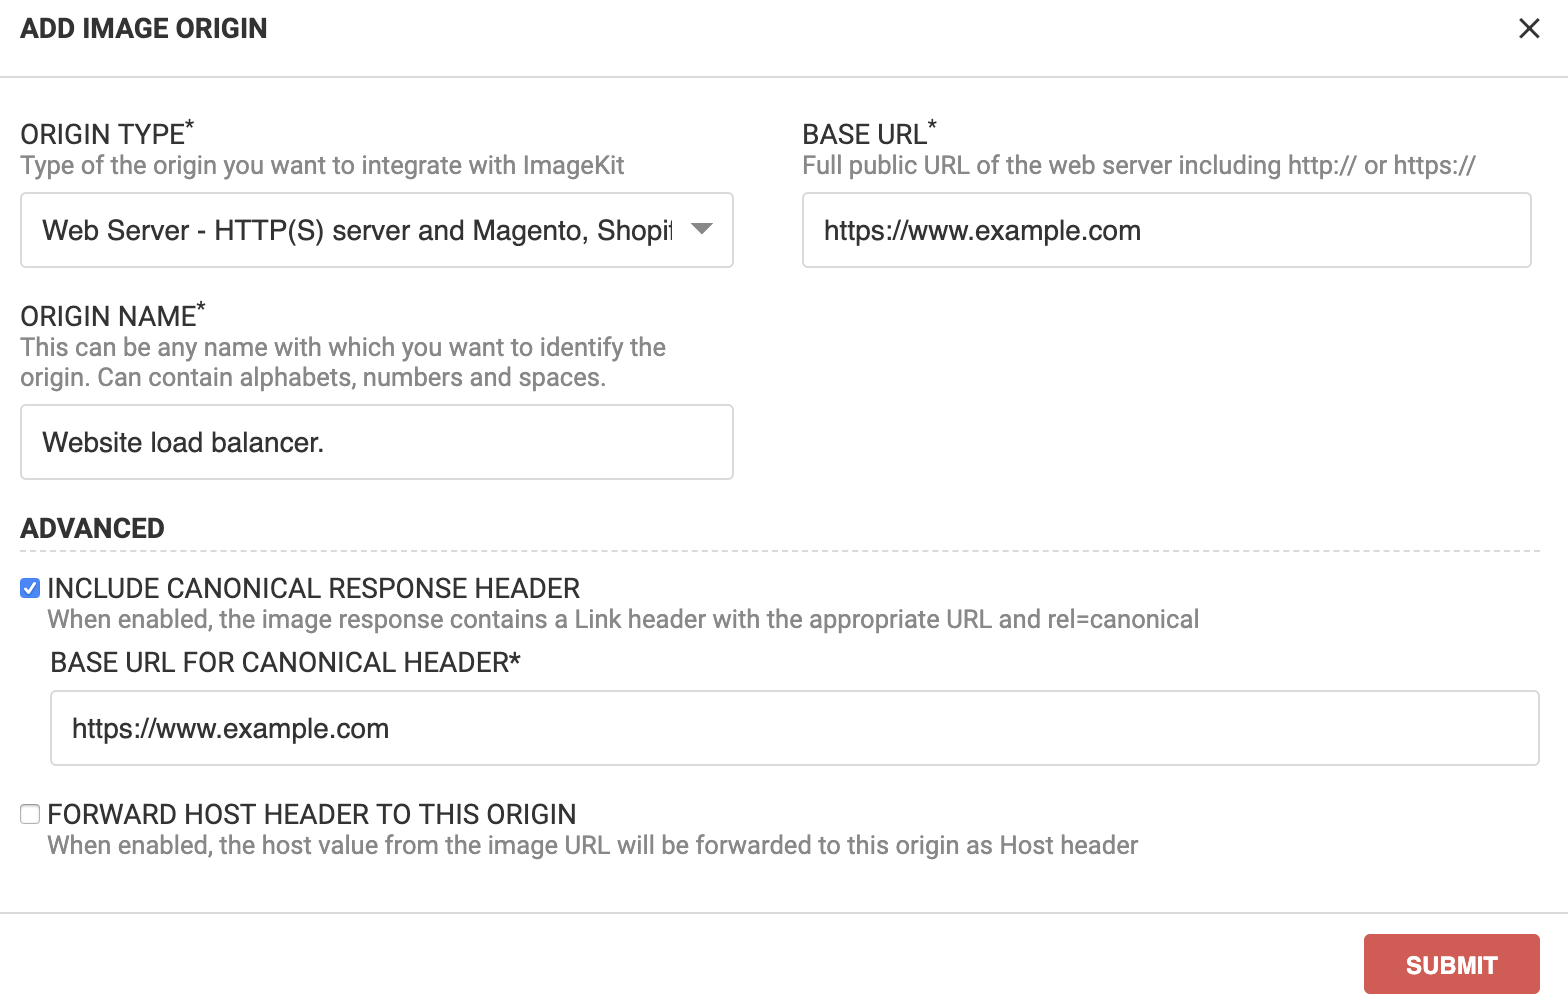 ADD IMAGE ORIGIN
ORIGIN TYPE*
Type of the origin you want to integrate with ImageKit
Web Server - HTTP(S) server and Magento, Shopif
BASE URL*
Full public URL of the web server including http:// or https://
https://www.example.com
ORIGIN NAME*
This can be any name with which you want to identify the
origin. Can contain alphabets, numbers and spaces.
Website load balancer.
ADVANCED
INCLUDE CANONICAL RESPONSE HEADER
When enabled, the image response contains a Link header with the appropriate URL and rel=canonical
BASE URL FOR CANONICAL HEADER*
https://www.example.com
FORWARD HOST HEADER TO THIS ORIGIN
When enabled, the host value from the image URL will be forwarded to this origin as Host header
SUBMIT